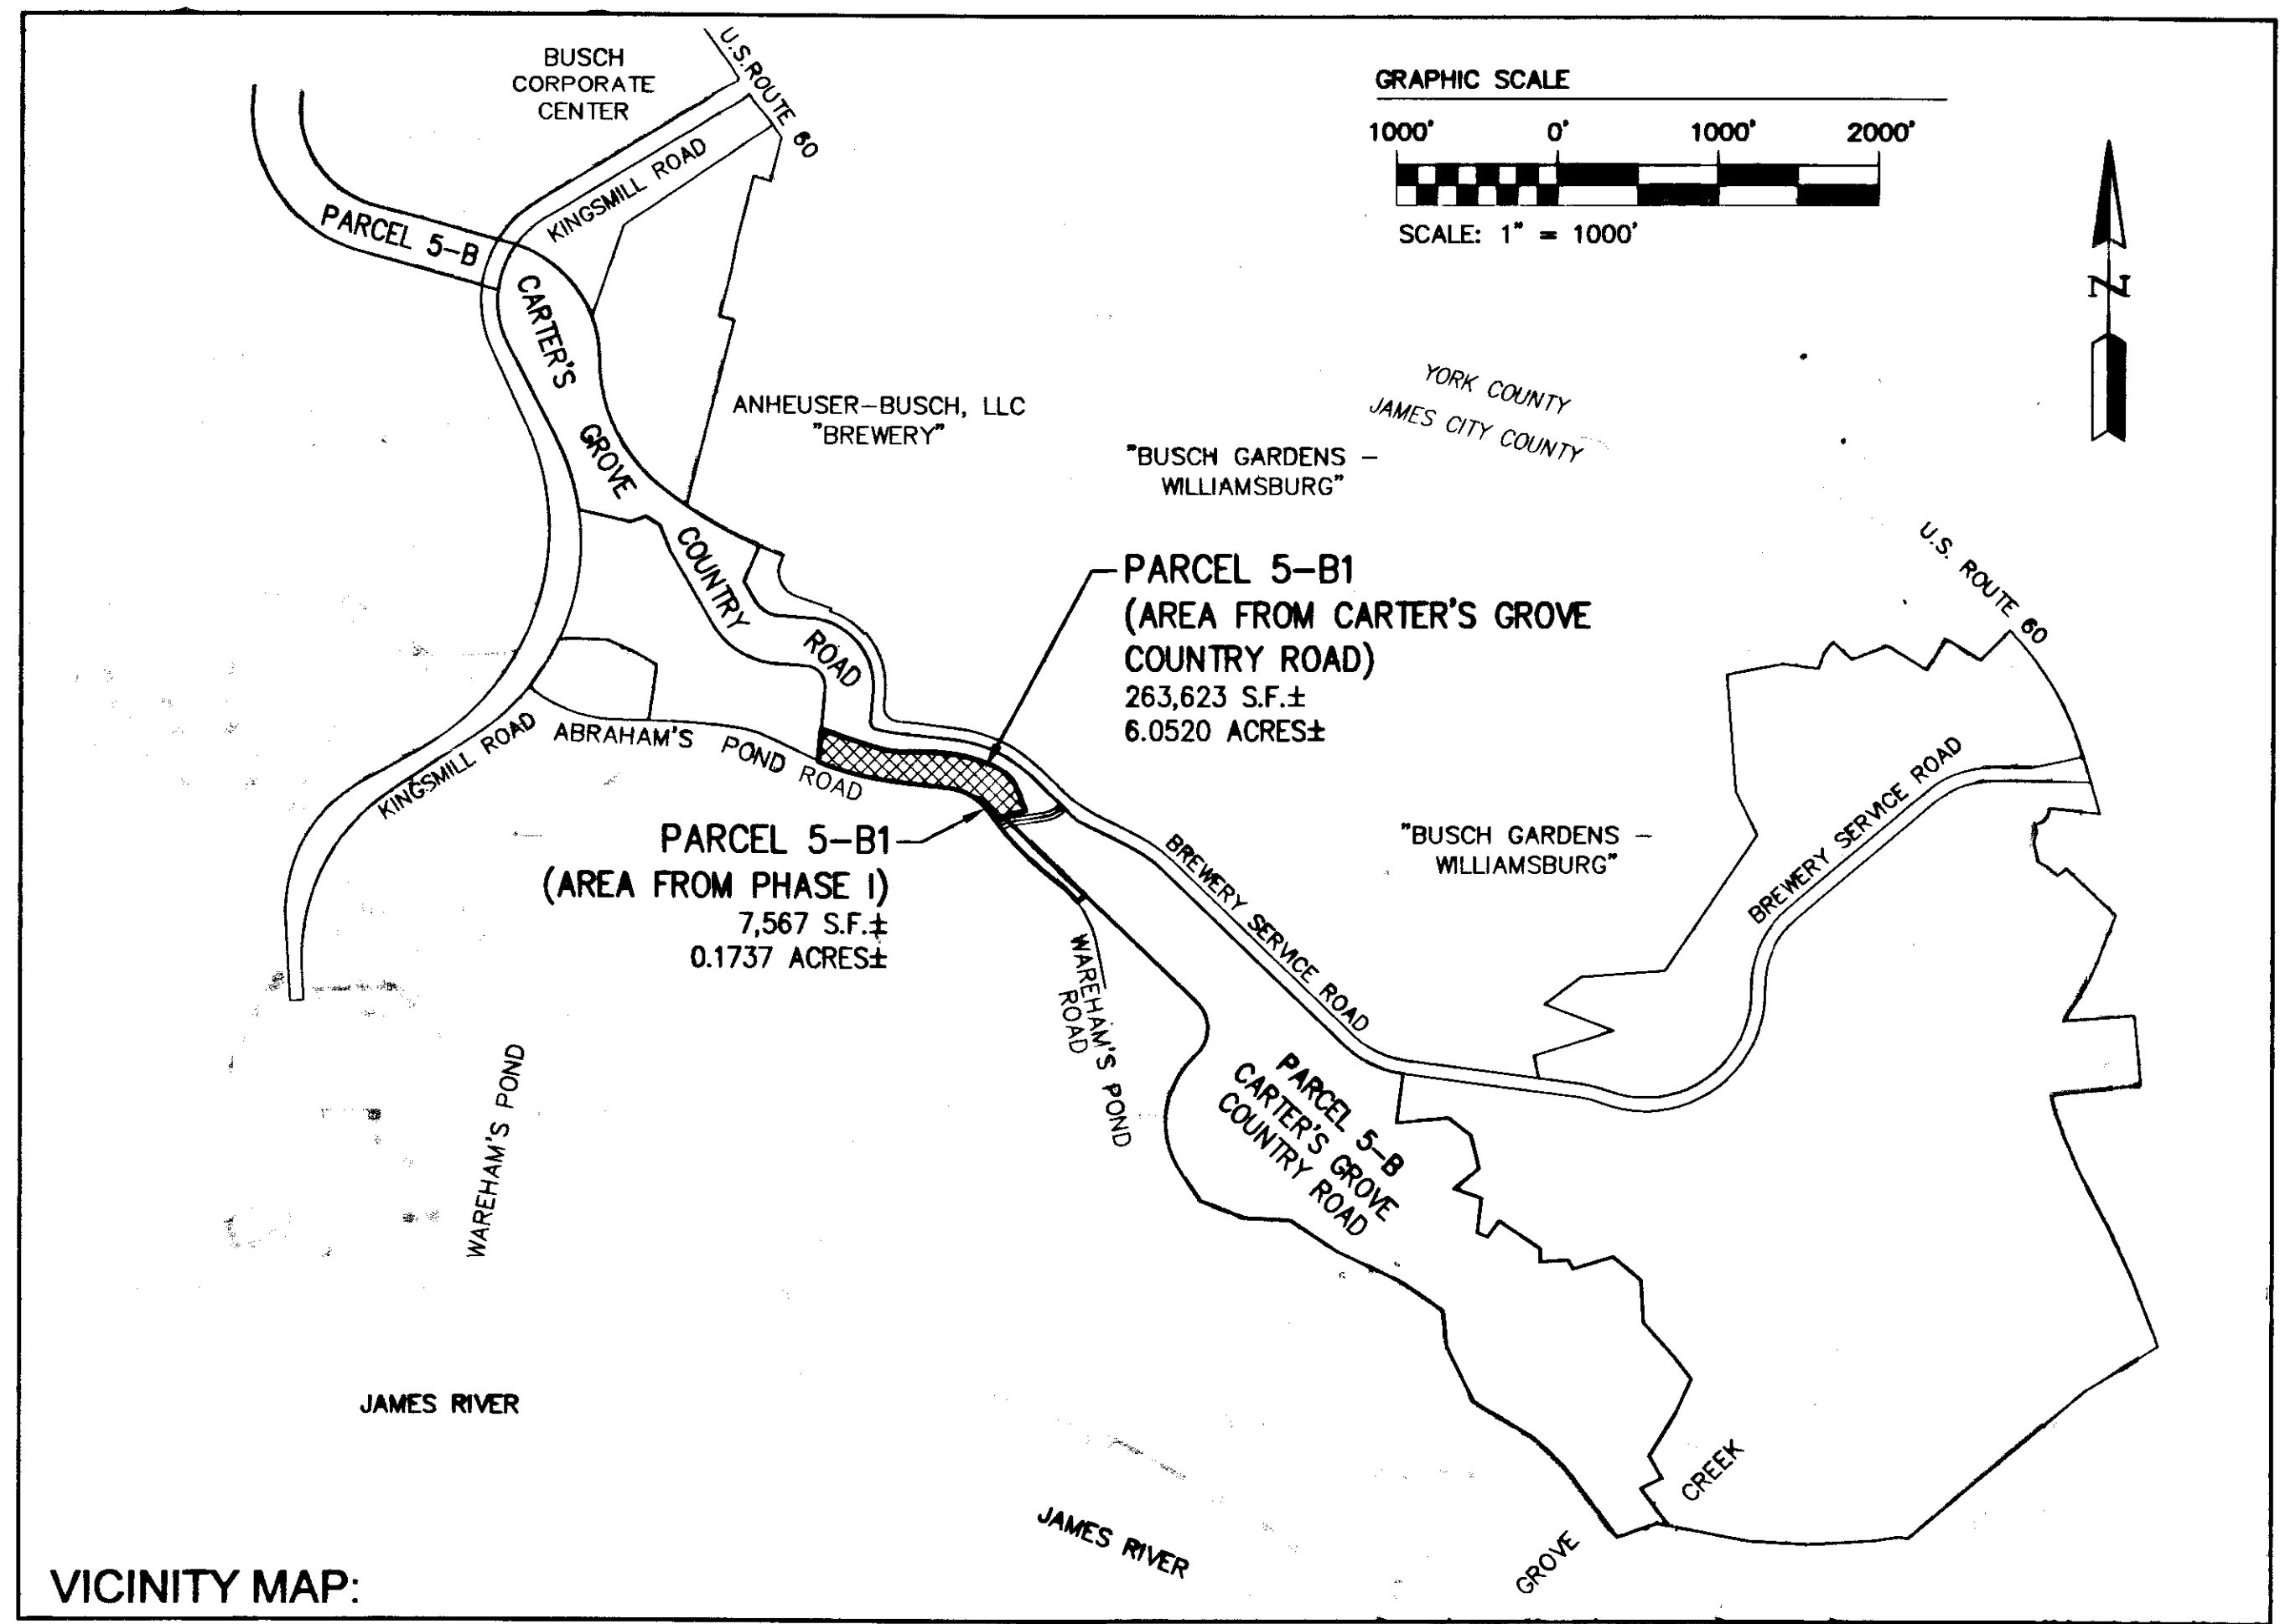 BUSCH
CORPORATE
CENTER
U.S.ROUTE 60
KINGSMILL ROAD
PARCEL 5-B
GRAPHIC SCALE
1000' 0' 1000' 2000'
SCALE: 1" = 1000'
N
CARTER'S GROVE COUNTRY ROAD
ANHEUSER-BUSCH, LLC
"BREWERY"
YORK COUNTY
JAMES CITY COUNTY
"BUSCH GARDENS -
WILLIAMSBURG"
U.S. ROUTE 60
PARCEL 5-B1
(AREA FROM CARTER'S GROVE
COUNTRY ROAD)
263,623 S.F.±
6.0520 ACRES±
KINGSMILL ROAD
ABRAHAM'S POND ROAD
PARCEL 5-B1
(AREA FROM PHASE I)
7,567 S.F.±
0.1737 ACRES±
BREWERY SERVICE ROAD
"BUSCH GARDENS -
WILLIAMSBURG"
BREWERY SERVICE ROAD
WAREHAM'S POND
ROAD
WAREHAM'S POND
PARCEL 5-B
CARTER'S GROVE
COUNTRY ROAD
JAMES RIVER
JAMES RIVER
GROVE CREEK
VICINITY MAP: